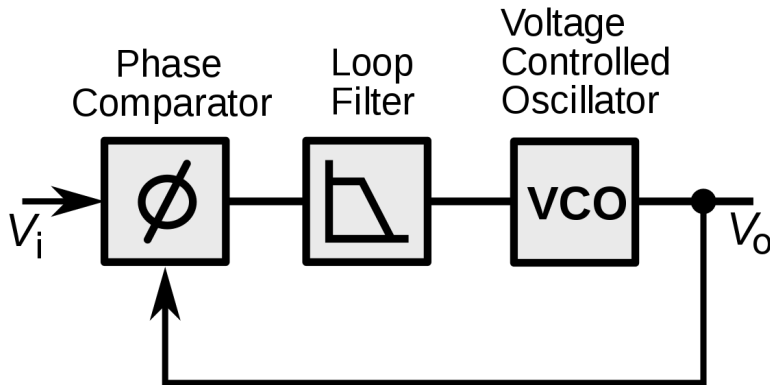 Phase
Comparator
Loop
Filter
Voltage
Controlled
Oscillator
ϕ
VCO
Vi
Vo